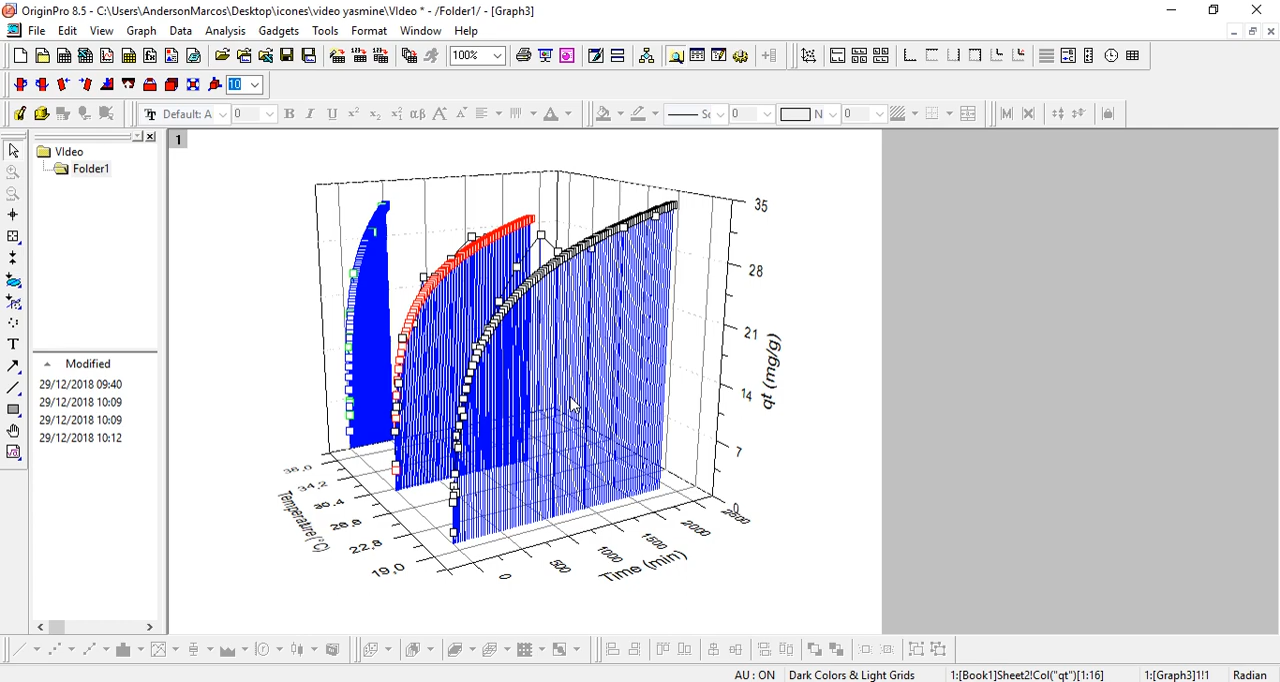 OriginPro 8.5 - C:\Users\AndersonMarcos\Desktop\icones\video yasmine\VIdeo * - /Folder1/ - [Graph3]
File Edit View Graph Data Analysis Gadgets Tools Format Window Help
100%
10
Default: A 0 B I U
αβ
0 N 0
VIdeo
Folder1
1
Modified
29/12/2018 09:40
29/12/2018 10:09
29/12/2018 10:09
29/12/2018 10:12
35
28
21
14
7
0
qt (mg/g)
38,0
34,2
30,4
26,6
22,8
19,0
Temperature (°C)
0
500
1000
1500
2000
2500
Time (min)
AU : ON Dark Colors & Light Grids 1:[Book1]Sheet2!Col("qt")[1:16] 1:[Graph3]1!1 Radian